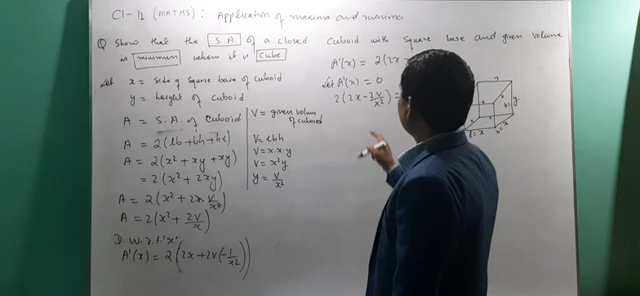 Cl-12 (MATHS): Application of maxima and minima
Q Show that the S.A. of a closed Cuboid with Square base and given volume
is minimum when it is cube
Let x = Side of Square base of cuboid
y = height of cuboid
A = S.A. of Cuboid
A = 2(lb+bh+hl)
A = 2(x²+xy+xy)
= 2(x²+2xy)
A = 2(x²+2x.V/x²)
A = 2(x²+2V/x)
D.W.r.t.'x'
A'(x) = 2(2x+2V(-1/x²))
V = given volume of cuboid
V = lbh
V = x.x.y
V = x²y
y = V/x²
A'(x) = 2(2x -
Let A'(x) = 0
2(2x-2V/x²) =
y
b=x
l=x